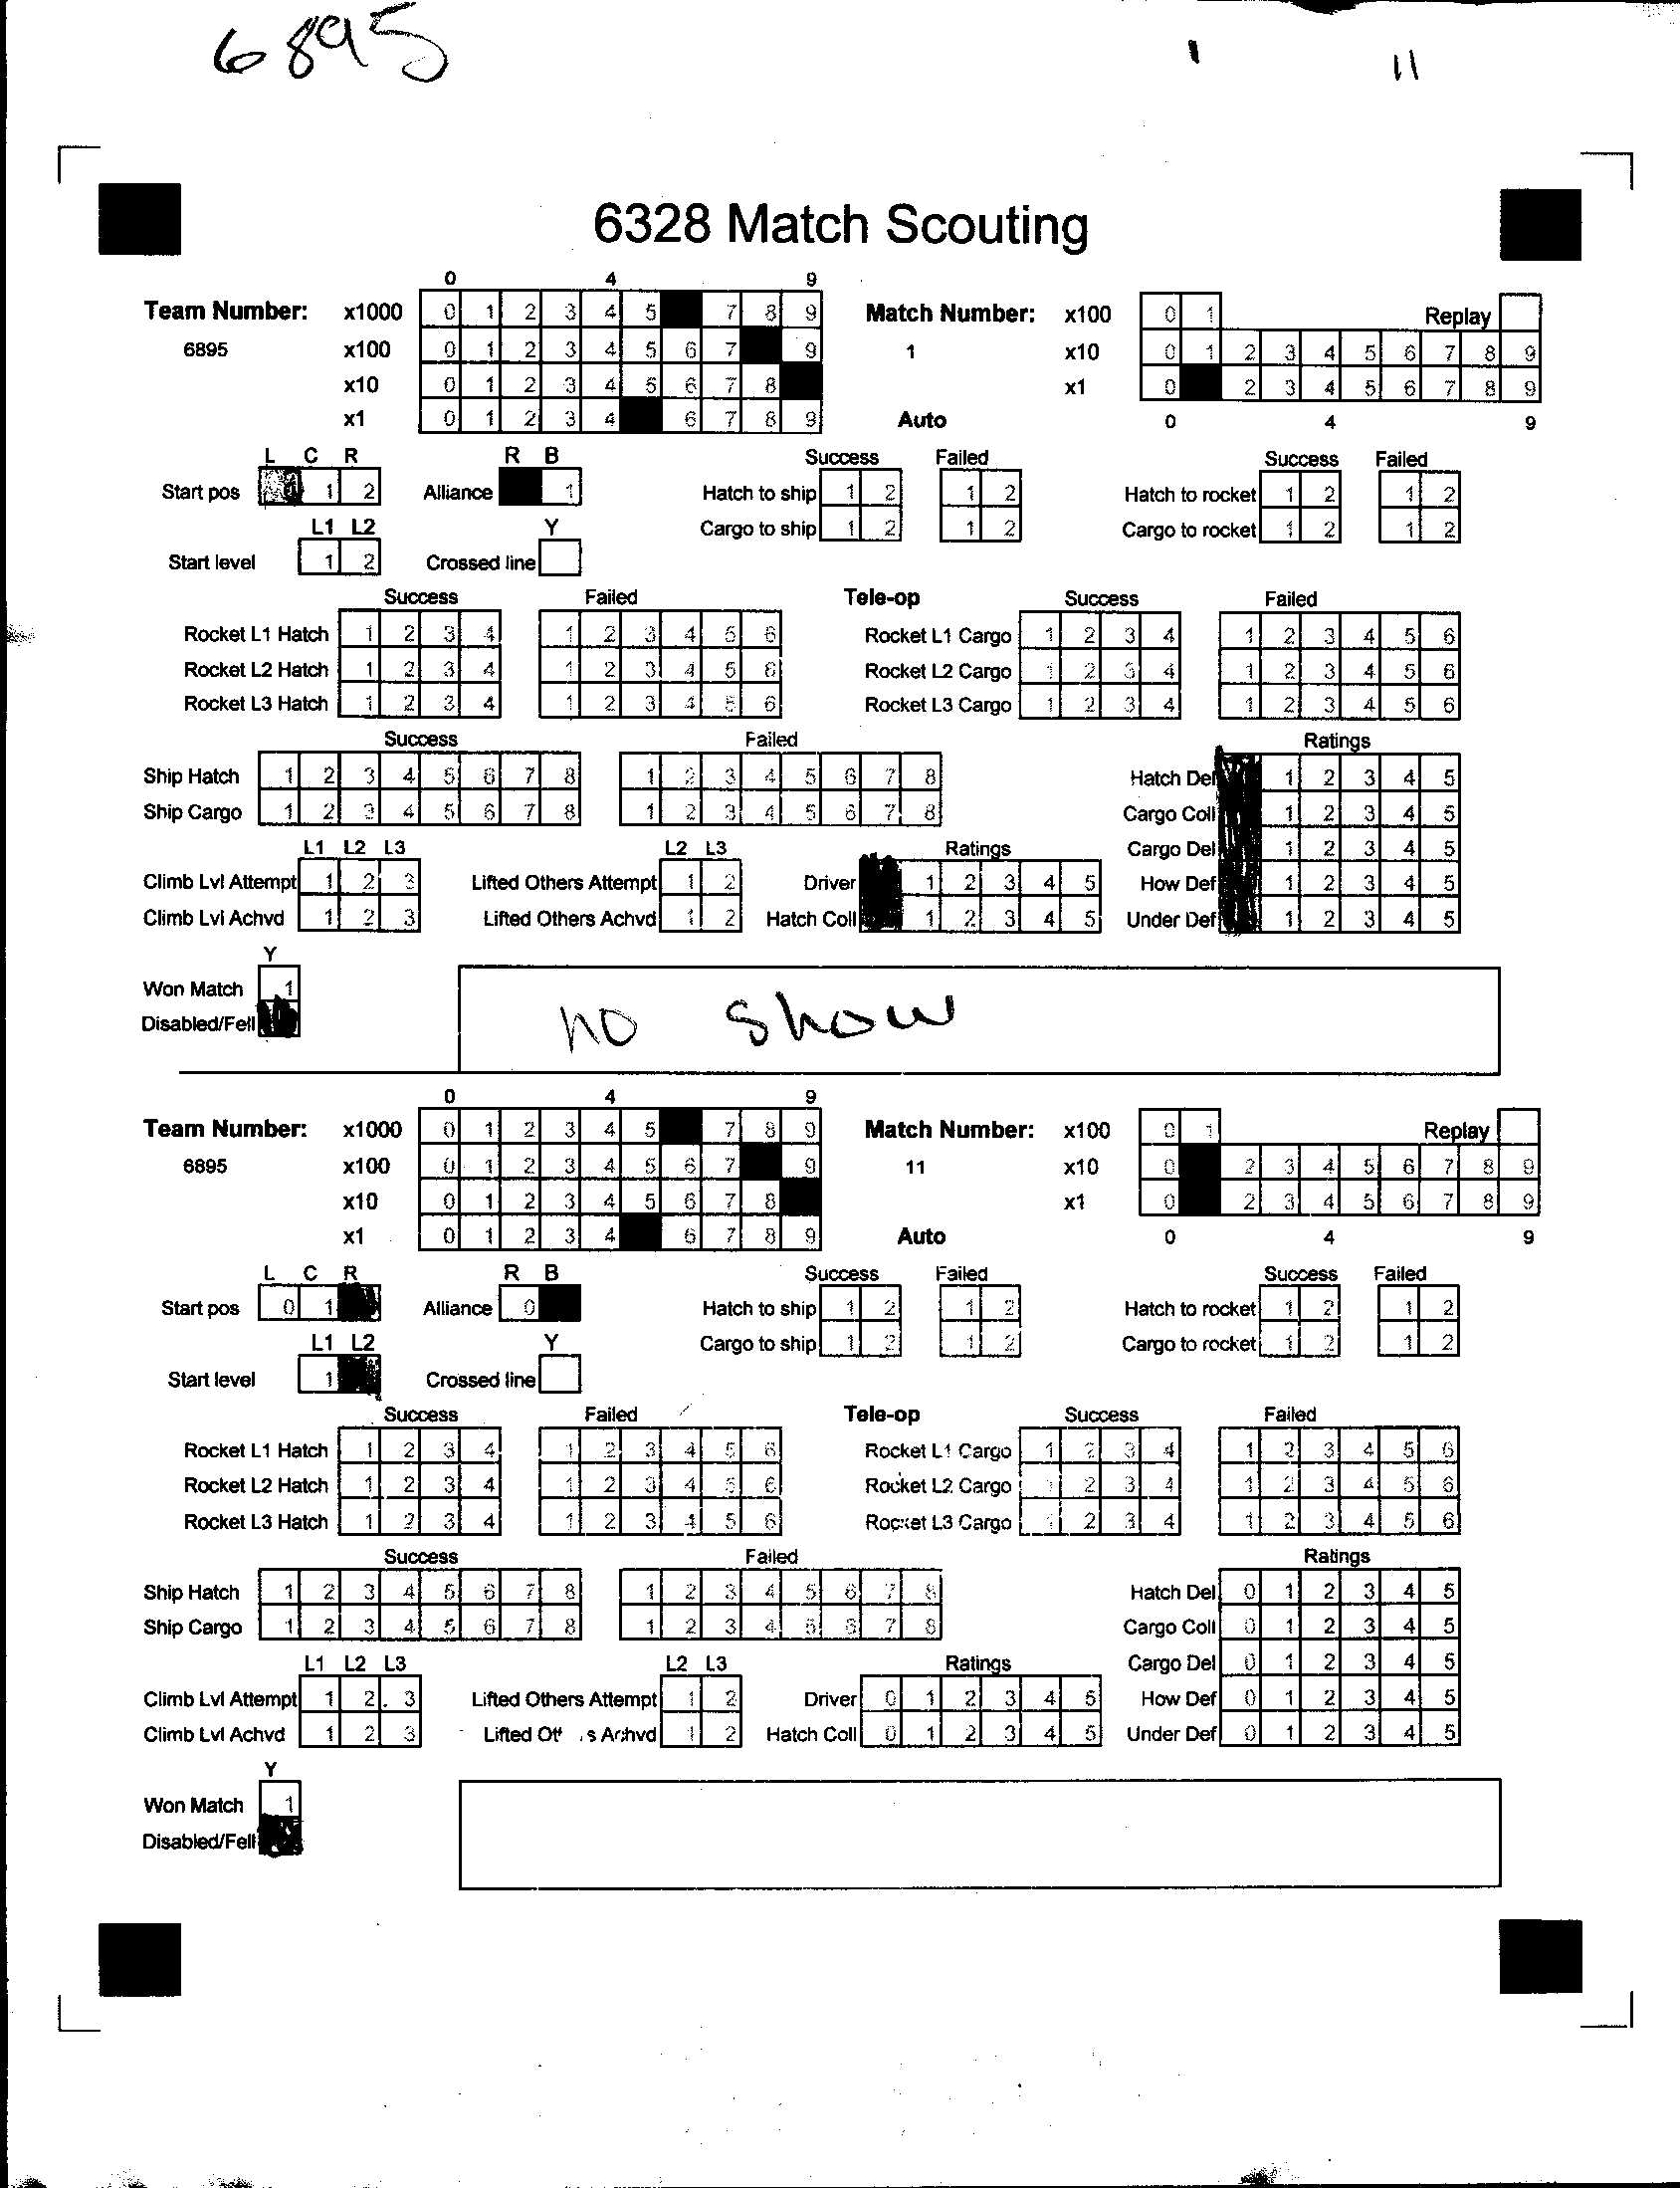 6895 1 11
6328 Match Scouting
0 4 9
Team Number: x1000 0 1 2 3 4 5 7 8 9 Match Number: x100 0 1 Replay
6895 x100 0 1 2 3 4 5 6 7 9 1 x10 0 1 2 3 4 5 6 7 8 9
x10 0 1 2 3 4 5 6 7 8 x1 0 2 3 4 5 6 7 8 9
x1 0 1 2 3 4 6 7 8 9 Auto 0 4 9
L C R R B Success Failed Success Failed
Start pos 0 1 2 Alliance 1 Hatch to ship 1 2 1 2 Hatch to rocket 1 2 1 2
L1 L2 Y Cargo to ship 1 2 1 2 Cargo to rocket 1 2 1 2
Start level 1 2 Crossed line
Success Failed Tele-op Success Failed
Rocket L1 Hatch 1 2 3 4 1 2 3 4 5 6 Rocket L1 Cargo 1 2 3 4 1 2 3 4 5 6
Rocket L2 Hatch 1 2 3 4 1 2 3 4 5 6 Rocket L2 Cargo 1 2 3 4 1 2 3 4 5 6
Rocket L3 Hatch 1 2 3 4 1 2 3 4 5 6 Rocket L3 Cargo 1 2 3 4 1 2 3 4 5 6
Success Failed Ratings
Ship Hatch 1 2 3 4 5 6 7 8 1 2 3 4 5 6 7 8 Hatch Del 1 2 3 4 5
Ship Cargo 1 2 3 4 5 6 7 8 1 2 3 4 5 6 7 8 Cargo Coll 1 2 3 4 5
L1 L2 L3 L2 L3 Ratings Cargo Del 1 2 3 4 5
Climb Lvl Attempt 1 2 3 Lifted Others Attempt 1 2 Driver 1 2 3 4 5 How Def 1 2 3 4 5
Climb Lvl Achvd 1 2 3 Lifted Others Achvd 1 2 Hatch Coll 1 2 3 4 5 Under Def 1 2 3 4 5
Y
Won Match 1
Disabled/Fell no show
0 4 9
Team Number: x1000 0 1 2 3 4 5 7 8 9 Match Number: x100 0 1 Replay
6895 x100 0 1 2 3 4 5 6 7 9 11 x10 0 2 3 4 5 6 7 8 9
x10 0 1 2 3 4 5 6 7 8 x1 0 2 3 4 5 6 7 8 9
x1 0 1 2 3 4 6 7 8 9 Auto 0 4 9
L C R R B Success Failed Success Failed
Start pos 0 1 Alliance 0 Hatch to ship 1 2 1 2 Hatch to rocket 1 2 1 2
L1 L2 Y Cargo to ship 1 2 1 2 Cargo to rocket 1 2 1 2
Start level 1 Crossed line
Success Failed Tele-op Success Failed
Rocket L1 Hatch 1 2 3 4 1 2 3 4 5 6 Rocket L1 Cargo 1 2 3 4 1 2 3 4 5 6
Rocket L2 Hatch 1 2 3 4 1 2 3 4 5 6 Rocket L2 Cargo 1 2 3 4 1 2 3 4 5 6
Rocket L3 Hatch 1 2 3 4 1 2 3 4 5 6 Rocket L3 Cargo 1 2 3 4 1 2 3 4 5 6
Success Failed Ratings
Ship Hatch 1 2 3 4 5 6 7 8 1 2 3 4 5 6 7 8 Hatch Del 0 1 2 3 4 5
Ship Cargo 1 2 3 4 5 6 7 8 1 2 3 4 5 6 7 8 Cargo Coll 0 1 2 3 4 5
L1 L2 L3 L2 L3 Ratings Cargo Del 0 1 2 3 4 5
Climb Lvl Attempt 1 2 3 Lifted Others Attempt 1 2 Driver 0 1 2 3 4 5 How Def 0 1 2 3 4 5
Climb Lvl Achvd 1 2 3 Lifted Others Achvd 1 2 Hatch Coll 0 1 2 3 4 5 Under Def 0 1 2 3 4 5
Y
Won Match 1
Disabled/Fell